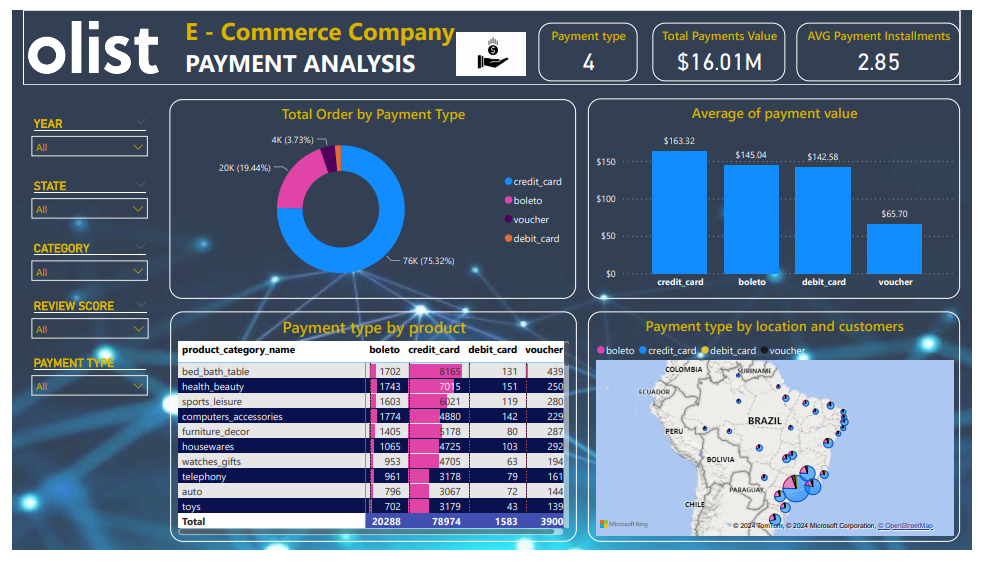 olist
E - Commerce Company
PAYMENT ANALYSIS
$
Payment type
4
Total Payments Value
$16.01M
AVG Payment Installments
2.85
YEAR
All
STATE
All
CATEGORY
All
REVIEW SCORE
All
PAYMENT TYPE
All
Total Order by Payment Type
4K (3.73%)
20K (19.44%)
76K (75.32%)
credit_card
boleto
voucher
debit_card
Average of payment value
$150
$100
$50
$0
$163.32
$145.04
$142.58
$65.70
credit_card boleto debit_card voucher
Payment type by product
product_category_name boleto credit_card debit_card voucher
bed_bath_table 1702 8165 131 439
health_beauty 1743 7015 151 250
sports_leisure 1603 6021 119 280
computers_accessories 1774 4880 142 229
furniture_decor 1405 5178 80 287
housewares 1065 4725 103 292
watches_gifts 953 4705 63 194
telephony 961 3178 79 161
auto 796 3067 72 144
toys 702 3179 43 139
Total 20288 78974 1583 3900
Payment type by location and customers
boleto credit_card debit_card voucher
COLOMBIA
SURINAME
ECUADOR
BRAZIL
PERU
BOLIVIA
PARAGUAY
CHILE
Microsoft Bing
© 2024 TomTom, © 2024 Microsoft Corporation, © OpenStreetMap